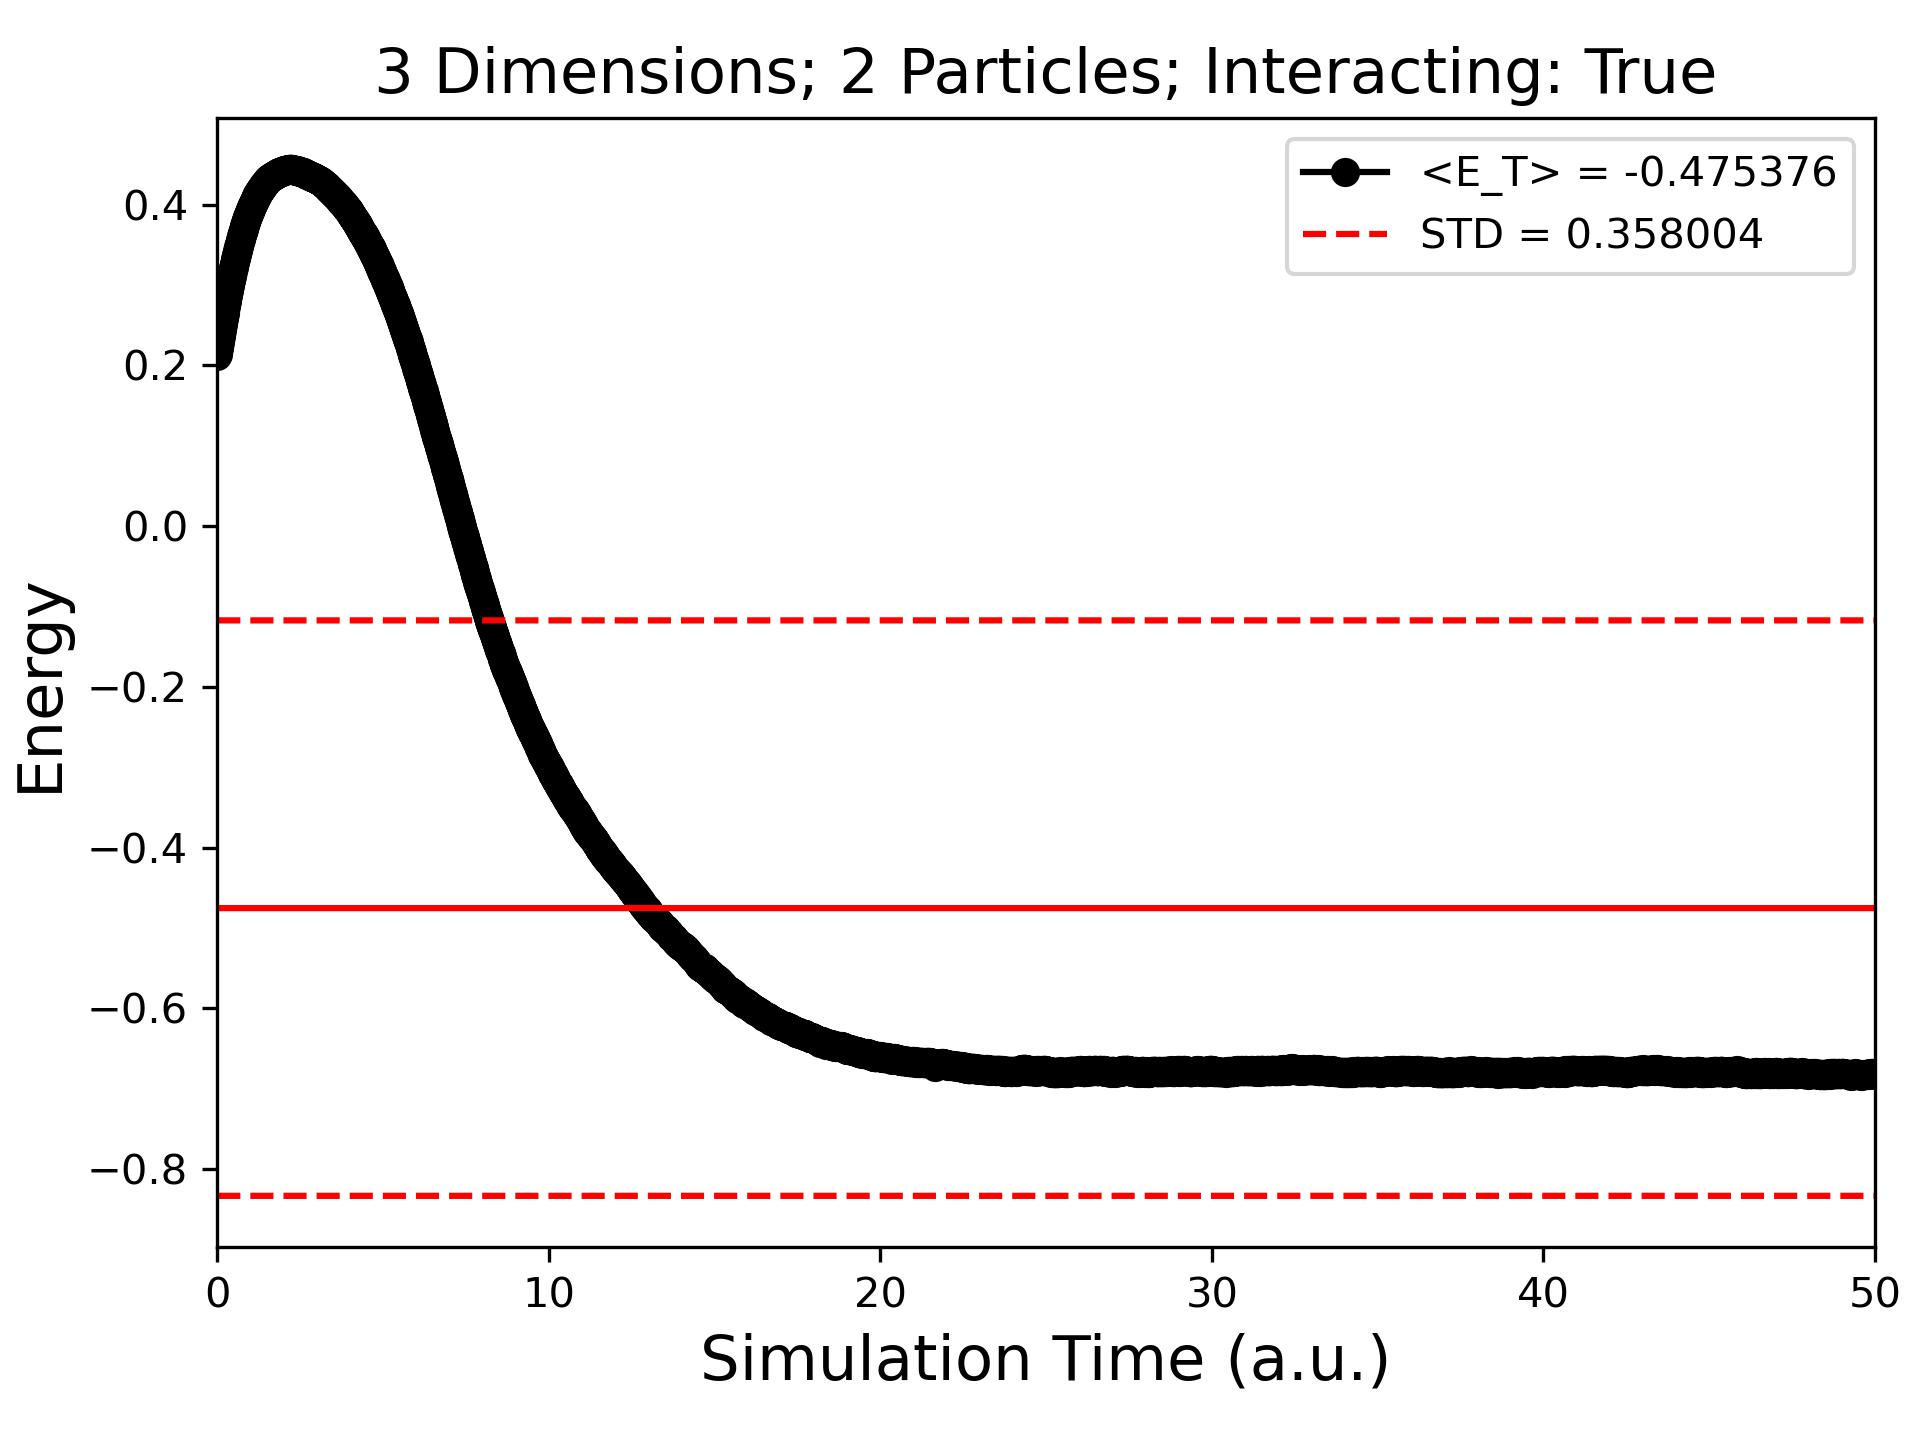 3 Dimensions; 2 Particles; Interacting: True
<E_T> = -0.475376
STD = 0.358004
Energy
0.4
0.2
0.0
−0.2
−0.4
−0.6
−0.8
0 10 20 30 40 50
Simulation Time (a.u.)